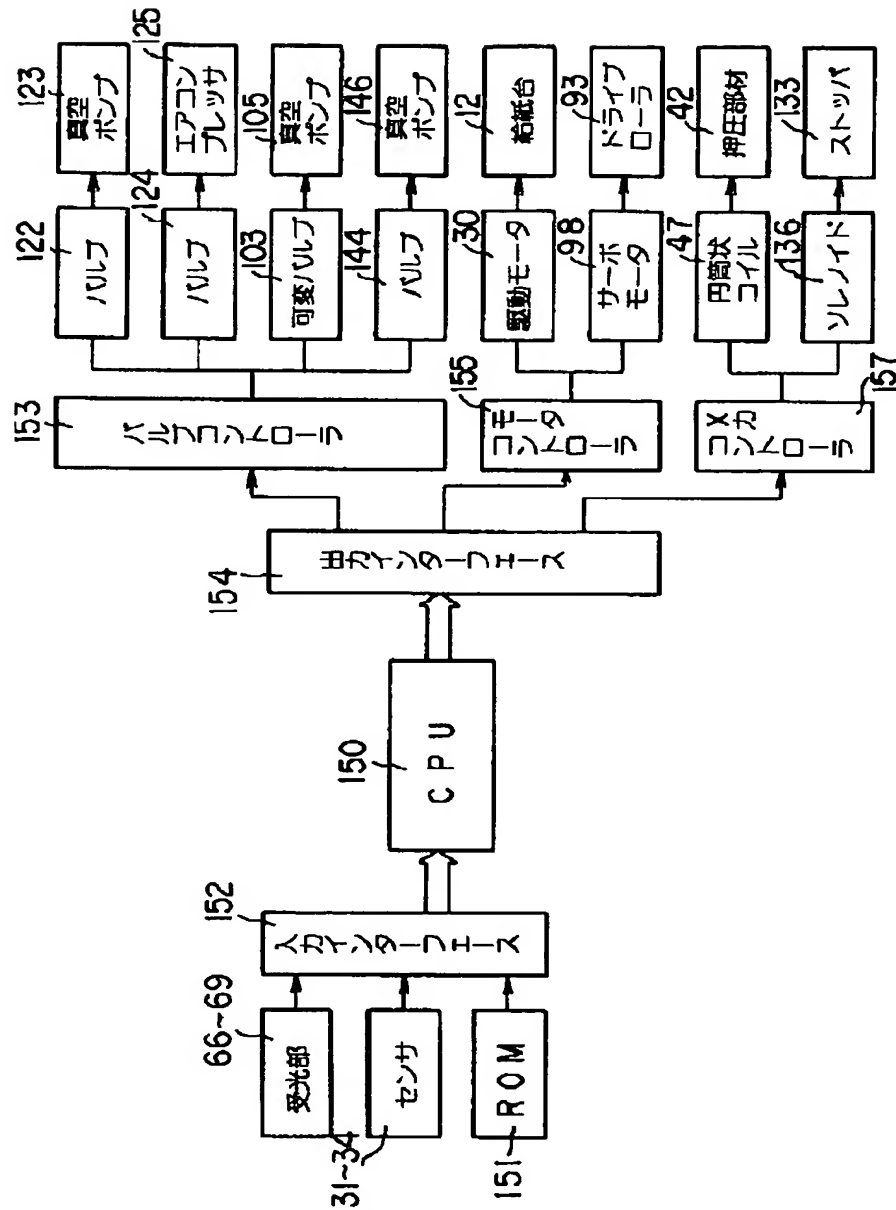 66~69
受光部
31~34
センサ
151
ROM
152
入力インターフェース
150
CPU
154
出力インターフェース
153
バルブコントローラ
155
モータ
コントローラ
157
コントローラ
122
バルブ
123
真空
ポンプ
124
バルブ
125
エアコン
プレッサ
103
可変バルブ
105
真空
ポンプ
144
バルブ
146
真空
ポンプ
30
駆動モータ
12
給紙台
98
サーボ
モータ
93
ドライブ
ローラ
47
円筒状
コイル
42
押圧部材
136
ソレノイド
133
ストッパ